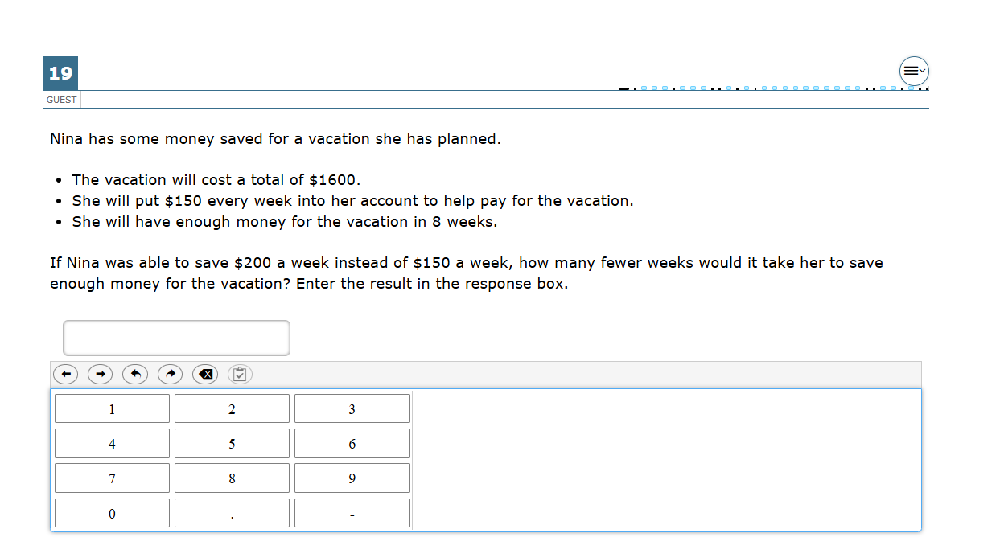 19
GUEST
Nina has some money saved for a vacation she has planned.
• The vacation will cost a total of $1600.
• She will put $150 every week into her account to help pay for the vacation.
• She will have enough money for the vacation in 8 weeks.
If Nina was able to save $200 a week instead of $150 a week, how many fewer weeks would it take her to save
enough money for the vacation? Enter the result in the response box.
1 2 3
4 5 6
7 8 9
0 . -